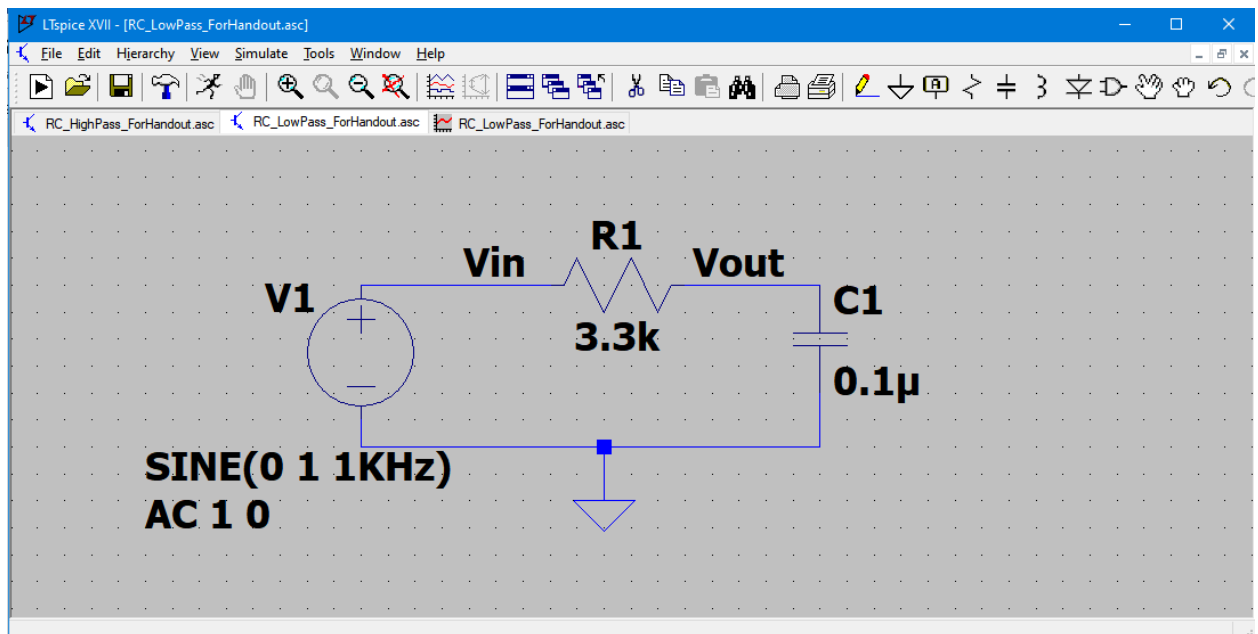 LTspice XVII - [RC_LowPass_ForHandout.asc]
File Edit Hierarchy View Simulate Tools Window Help
RC_HighPass_ForHandout.asc RC_LowPass_ForHandout.asc RC_LowPass_ForHandout.asc
R1
Vin Vout
V1 C1
3.3k
0.1µ
SINE(0 1 1KHz)
AC 1 0